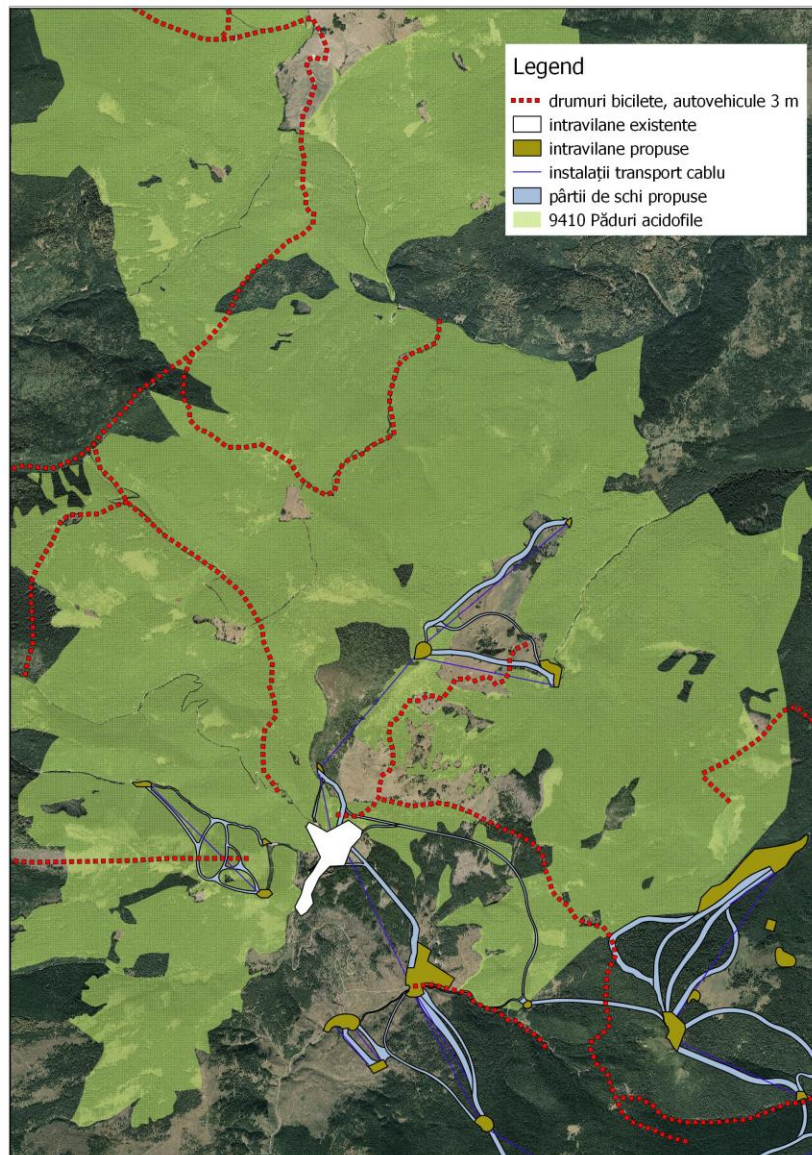 Legend
drumuri bicilete, autovehicule 3 m
intravilane existente
intravilane propuse
instalații transport cablu
pârtii de schi propuse
9410 Păduri acidofile